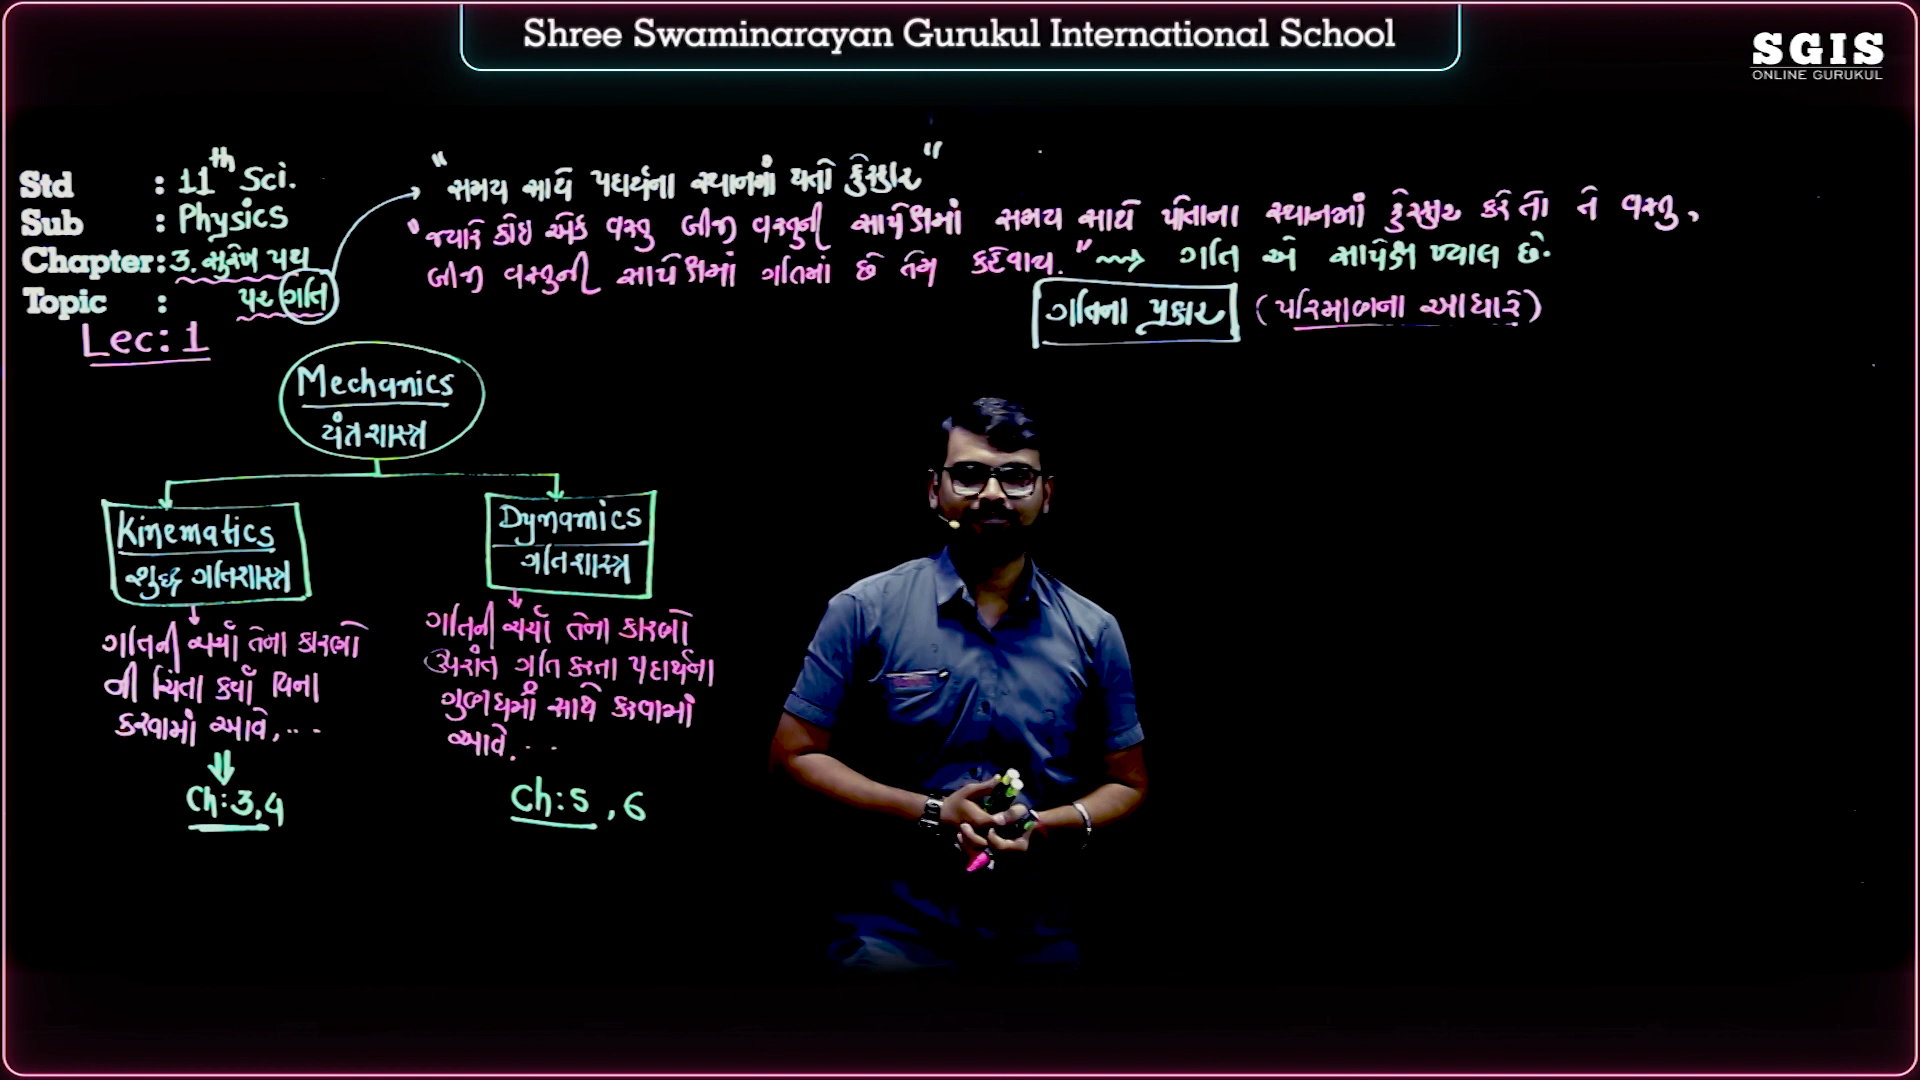 Shree Swaminarayan Gurukul International School
SGIS
ONLINE GURUKUL
Std : 11th Sci.
Sub : Physics
Chapter: 3. સુરેખ પથ
Topic : પર ગતિ
Lec: 1
"સમય સાથે પદાર્થના સ્થાનમાં થતો ફેરફાર"
"જ્યારે કોઇ એક વસ્તુ બીજી વસ્તુની સાપેક્ષમાં સમય સાથે પોતાના સ્થાનમાં ફેરફાર કરે તો તે વસ્તુ,
બીજી વસ્તુની સાપેક્ષમાં ગતિમાં છે તેમ કહેવાય." ⇝ ગતિ એ સાપેક્ષ ખ્યાલ છે.
ગતિના પ્રકાર (પરિમાણના આધારે)
Mechanics
યંત્રશાસ્ત્ર
Kinematics
શુદ્ધ ગતિશાસ્ત્ર
ગતિની ચર્ચા તેના કારણો
ની ચિંતા કર્યા વિના
કરવામાં આવે,...
Ch: 3,4
Dynamics
ગતિશાસ્ત્ર
ગતિની ચર્ચા તેના કારણો
ઉપરાંત ગતિ કરતા પદાર્થના
ગુણધર્મો સાથે કરવામાં
આવે...
Ch: 5, 6